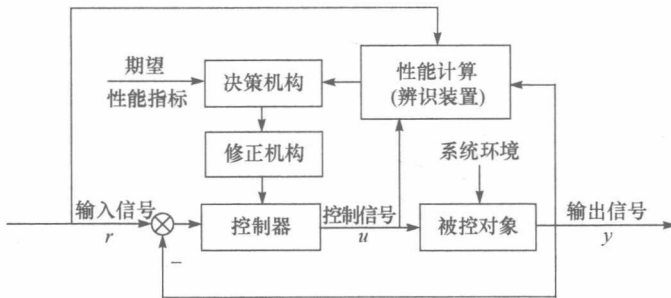 期望
性能指标
决策机构
性能计算
(辨识装置)
修正机构
系统环境
输入信号
r
控制器
控制信号
u
被控对象
输出信号
y
−